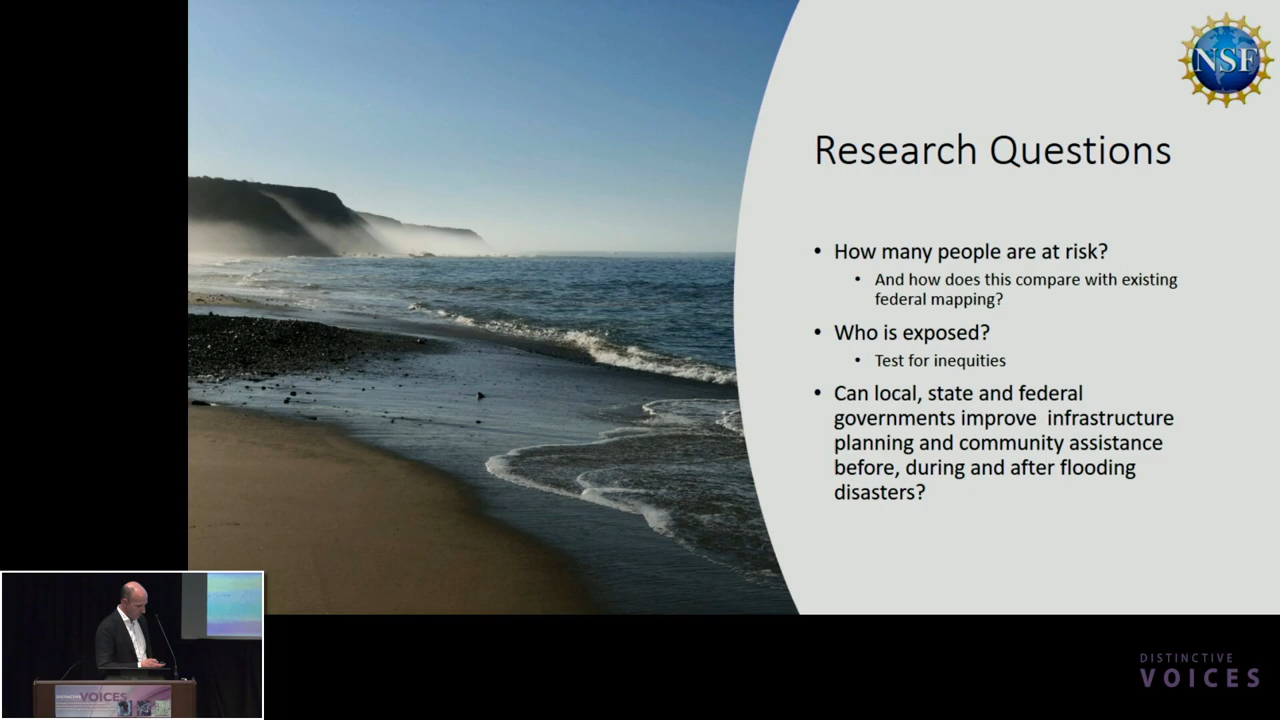 NSF
Research Questions
• How many people are at risk?
• And how does this compare with existing
federal mapping?
• Who is exposed?
• Test for inequities
• Can local, state and federal
governments improve infrastructure
planning and community assistance
before, during and after flooding
disasters?
DISTINCTIVE VOICES
DISTINCTIVE
VOICES